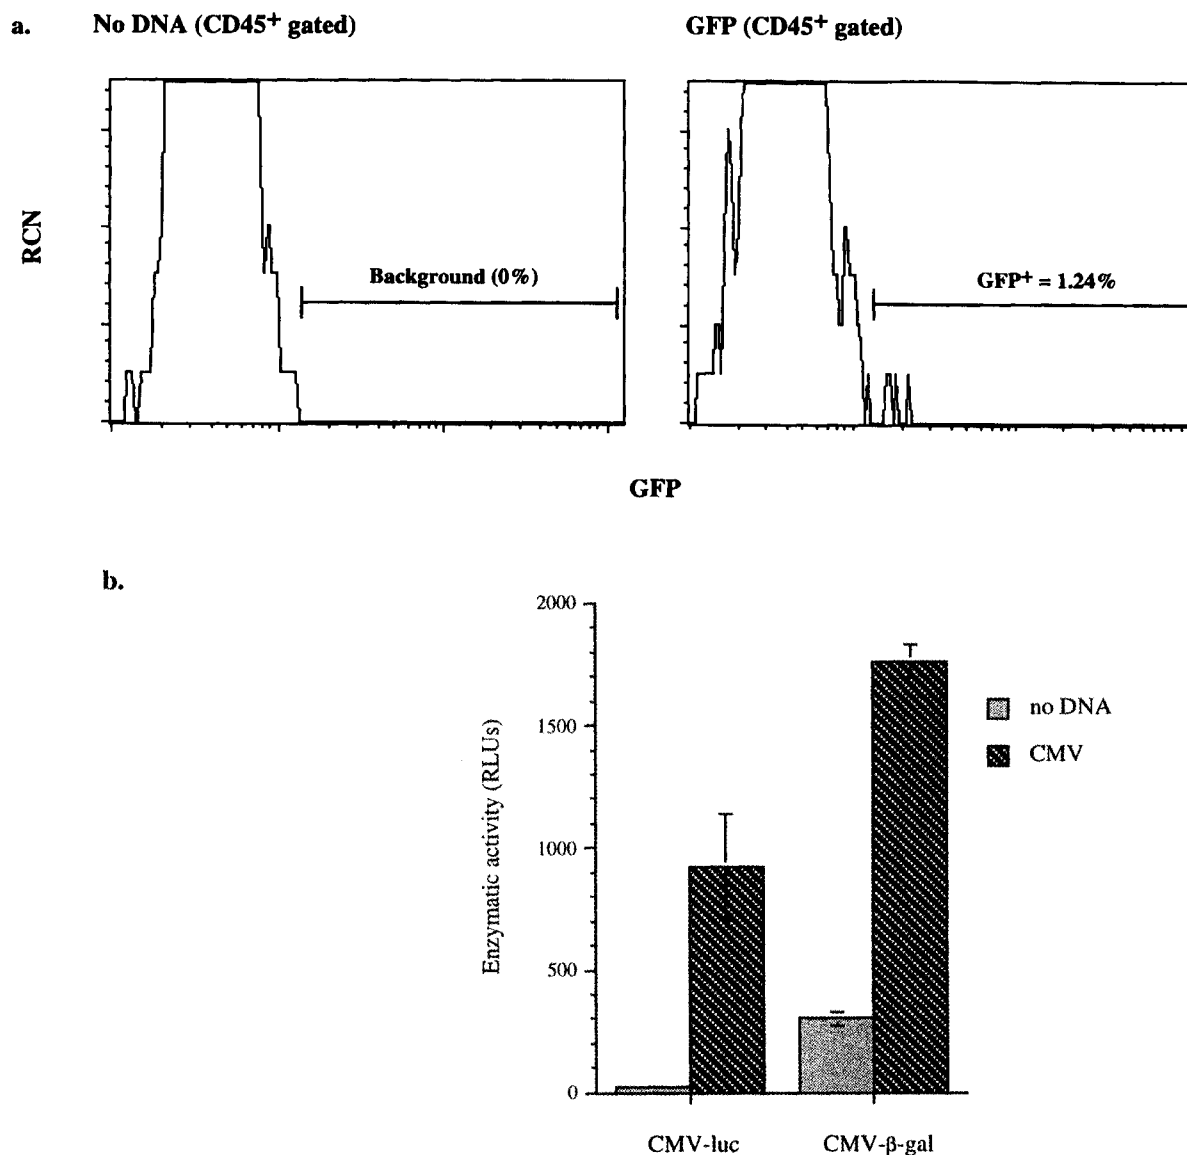 a.
No DNA (CD45+ gated)
GFP (CD45+ gated)
RCN
Background (0%)
GFP+ = 1.24%
GFP
b.
Enzymatic activity (RLUs)
2000
1500
1000
500
0
no DNA
CMV
CMV-luc
CMV-β-gal